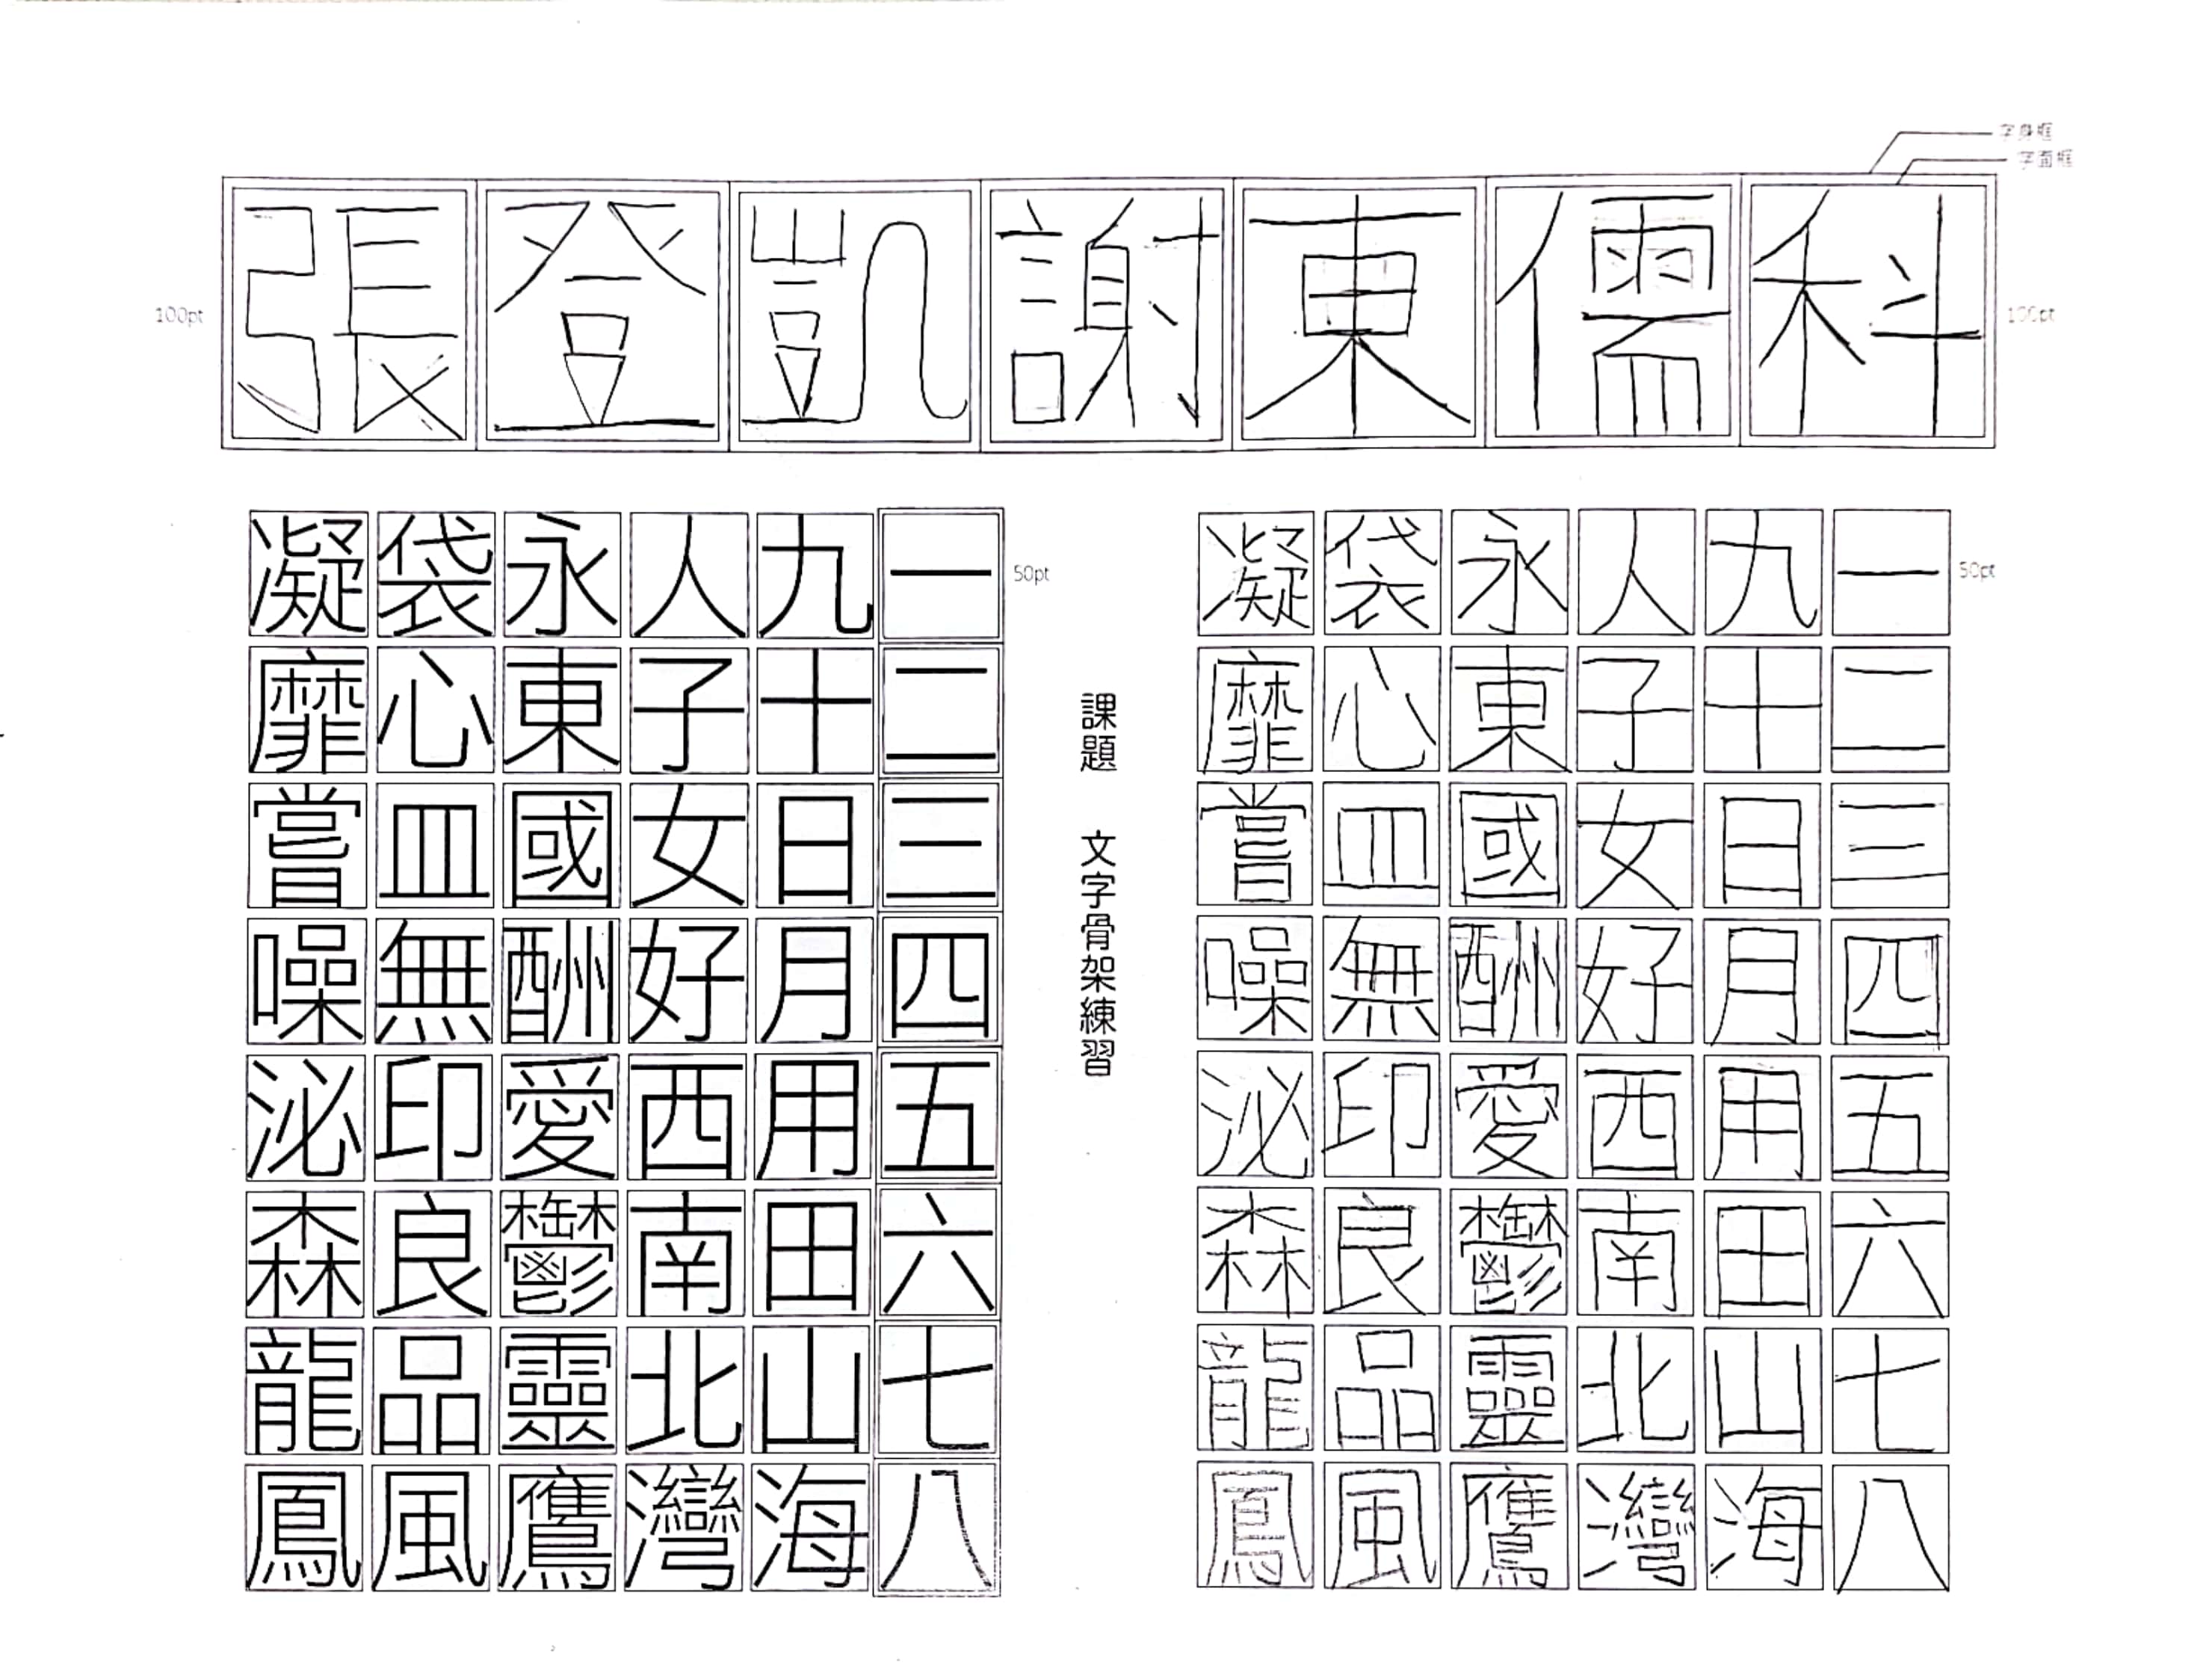 字身框
字面框
100pt
張登凱謝東儒科
100pt
凝袋永人九一
50pt
靡心東子十二
嘗皿國女日三
噪無酬好月四
泌印愛西用五
森良鬱南田六
龍品靈北山七
鳳風鷹灣海八
課題 文字骨架練習
凝袋永人九一
50pt
靡心東子十二
嘗皿國女日三
噪無酬好月四
泌印愛西用五
森良鬱南田六
龍品靈北山七
鳳風鷹灣海八